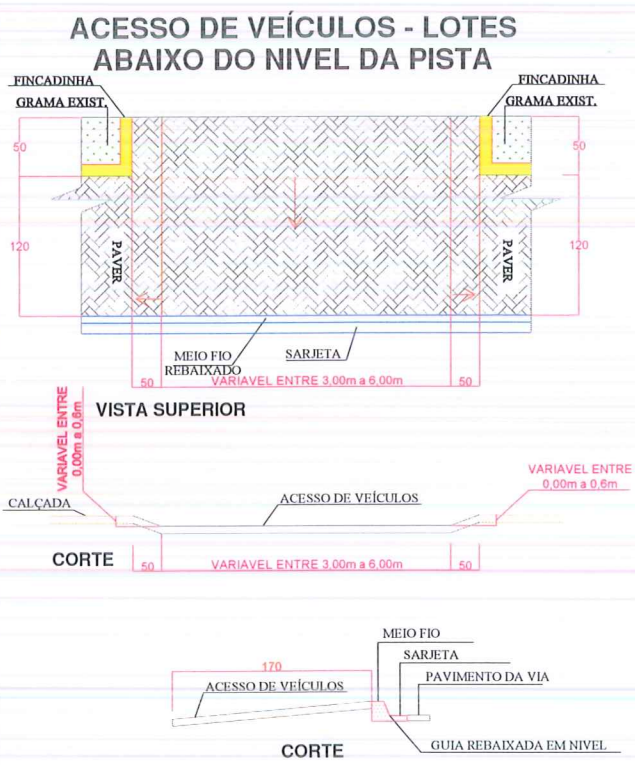 ACESSO DE VEÍCULOS - LOTES
ABAIXO DO NIVEL DA PISTA
FINCADINHA
GRAMA EXIST.
FINCADINHA
GRAMA EXIST.
50
50
120
PAVER
PAVER
120
MEIO FIO
REBAIXADO
SARJETA
50
VARIAVEL ENTRE 3,00m a 6,00m
50
VISTA SUPERIOR
VARIAVEL ENTRE
0,00m a 0,6m
VARIAVEL ENTRE
0,00m a 0,6m
CALÇADA
ACESSO DE VEÍCULOS
CORTE
50
VARIAVEL ENTRE 3,00m a 6,00m
50
MEIO FIO
SARJETA
170
PAVIMENTO DA VIA
ACESSO DE VEÍCULOS
GUIA REBAIXADA EM NIVEL
CORTE